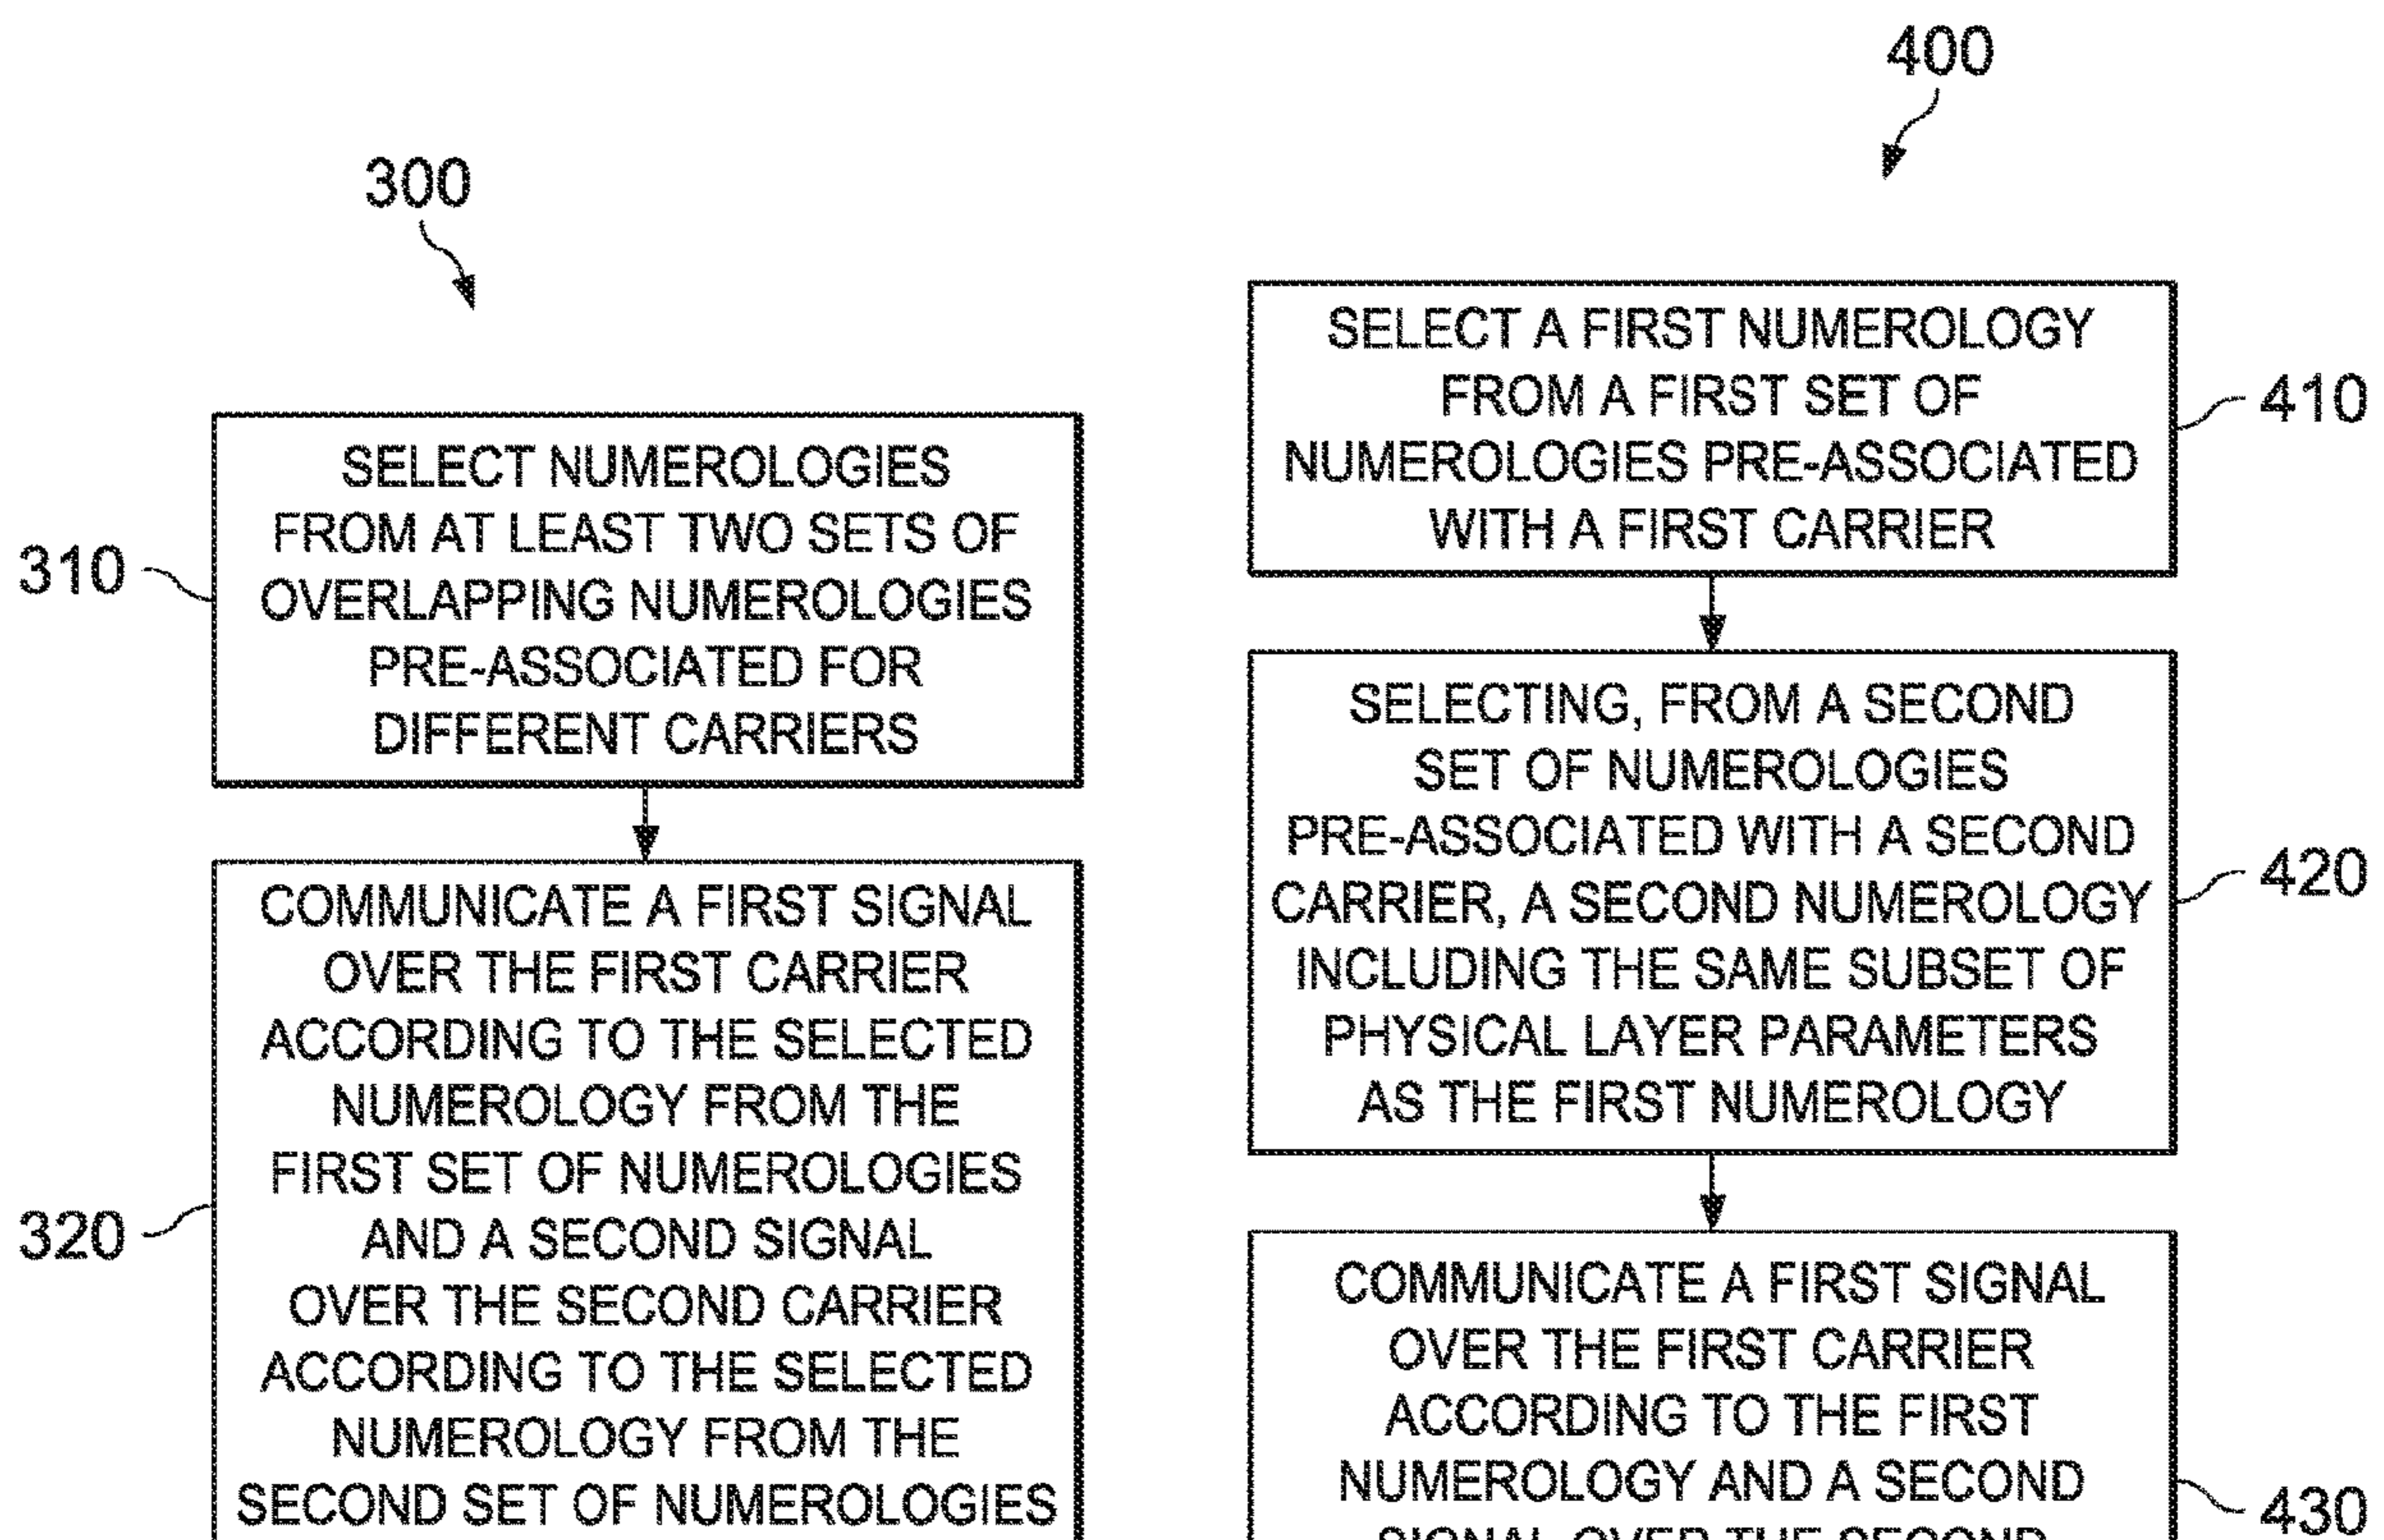 300
310
SELECT NUMEROLOGIES
FROM AT LEAST TWO SETS OF
OVERLAPPING NUMEROLOGIES
PRE-ASSOCIATED FOR
DIFFERENT CARRIERS
320
COMMUNICATE A FIRST SIGNAL
OVER THE FIRST CARRIER
ACCORDING TO THE SELECTED
NUMEROLOGY FROM THE
FIRST SET OF NUMEROLOGIES
AND A SECOND SIGNAL
OVER THE SECOND CARRIER
ACCORDING TO THE SELECTED
NUMEROLOGY FROM THE
SECOND SET OF NUMEROLOGIES
400
SELECT A FIRST NUMEROLOGY
FROM A FIRST SET OF
NUMEROLOGIES PRE-ASSOCIATED
WITH A FIRST CARRIER
410
SELECTING, FROM A SECOND
SET OF NUMEROLOGIES
PRE-ASSOCIATED WITH A SECOND
CARRIER, A SECOND NUMEROLOGY
INCLUDING THE SAME SUBSET OF
PHYSICAL LAYER PARAMETERS
AS THE FIRST NUMEROLOGY
420
COMMUNICATE A FIRST SIGNAL
OVER THE FIRST CARRIER
ACCORDING TO THE FIRST
NUMEROLOGY AND A SECOND
SIGNAL OVER THE SECOND
430